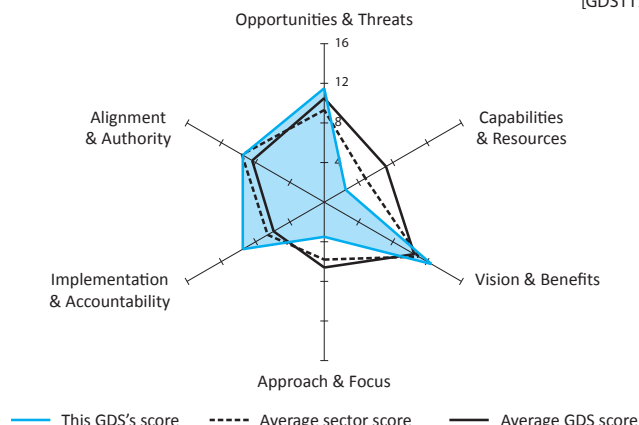 [GDS11
Opportunities & Threats
16
12
8
4
Alignment
& Authority
Capabilities
& Resources
Implementation
& Accountability
Vision & Benefits
Approach & Focus
This GDS's score
Average sector score
Average GDS score